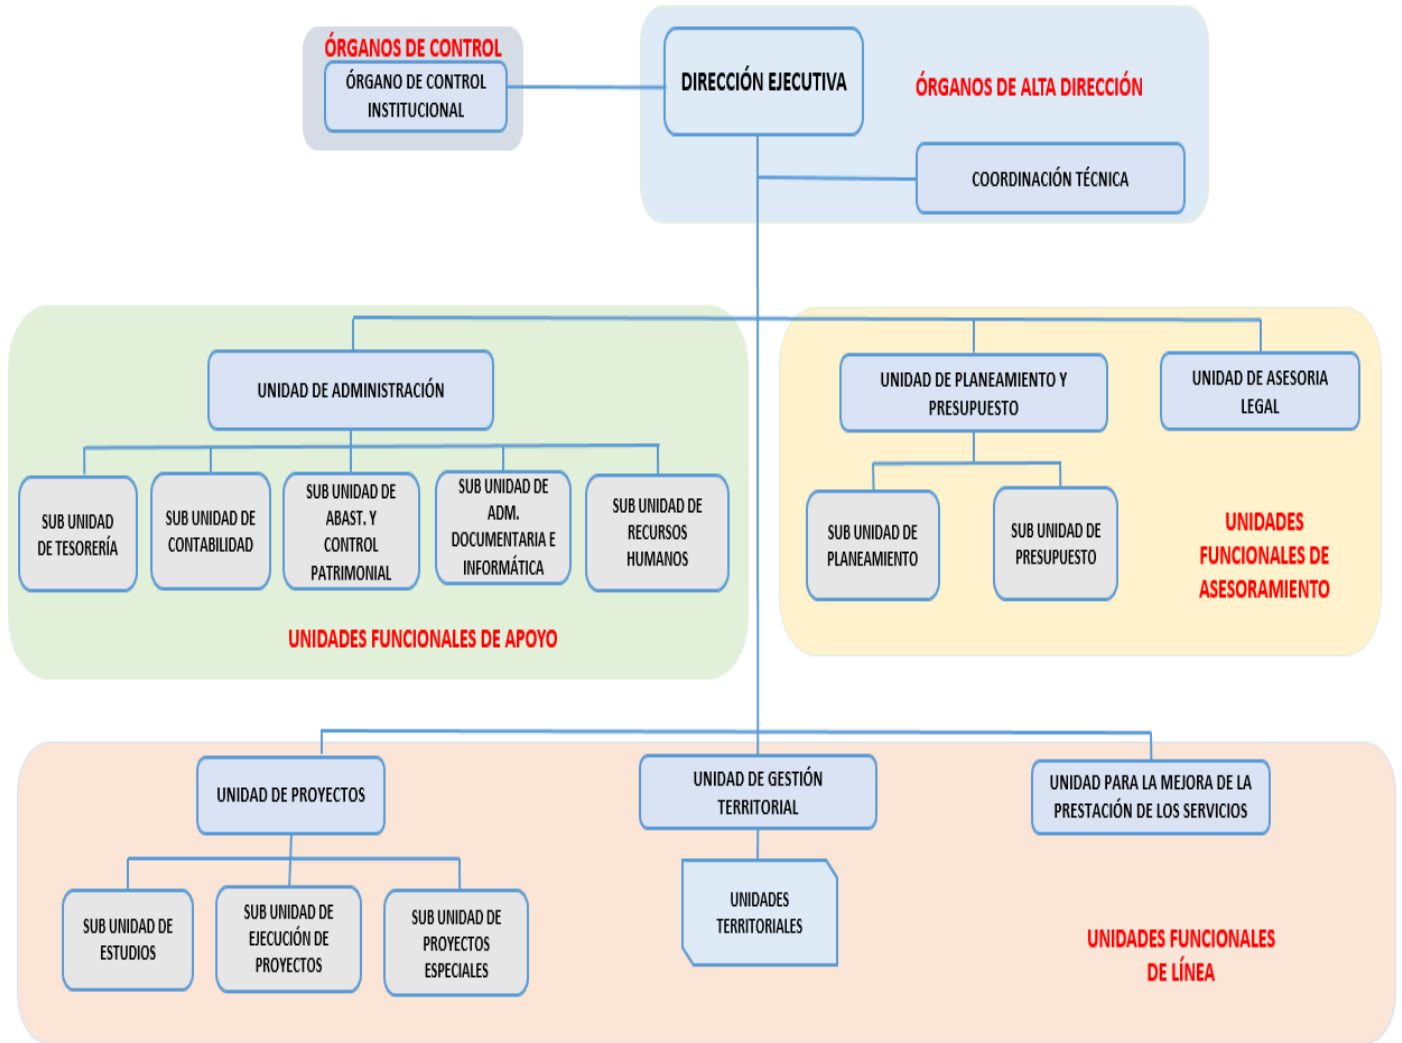 ÓRGANOS DE CONTROL
ÓRGANO DE CONTROL
INSTITUCIONAL
DIRECCIÓN EJECUTIVA
ÓRGANOS DE ALTA DIRECCIÓN
COORDINACIÓN TÉCNICA
UNIDAD DE ADMINISTRACIÓN
SUB UNIDAD
DE TESORERÍA
SUB UNIDAD DE
CONTABILIDAD
SUB UNIDAD DE
ABAST. Y
CONTROL
PATRIMONIAL
SUB UNIDAD DE
ADM.
DOCUMENTARIA E
INFORMÁTICA
SUB UNIDAD DE
RECURSOS
HUMANOS
UNIDADES FUNCIONALES DE APOYO
UNIDAD DE PLANEAMIENTO Y
PRESUPUESTO
UNIDAD DE ASESORIA
LEGAL
SUB UNIDAD DE
PLANEAMIENTO
SUB UNIDAD DE
PRESUPUESTO
UNIDADES
FUNCIONALES DE
ASESORAMIENTO
UNIDAD DE PROYECTOS
UNIDAD DE GESTIÓN
TERRITORIAL
UNIDAD PARA LA MEJORA DE LA
PRESTACIÓN DE LOS SERVICIOS
SUB UNIDAD DE
ESTUDIOS
SUB UNIDAD DE
EJECUCIÓN DE
PROYECTOS
SUB UNIDAD DE
PROYECTOS
ESPECIALES
UNIDADES
TERRITORIALES
UNIDADES FUNCIONALES
DE LÍNEA